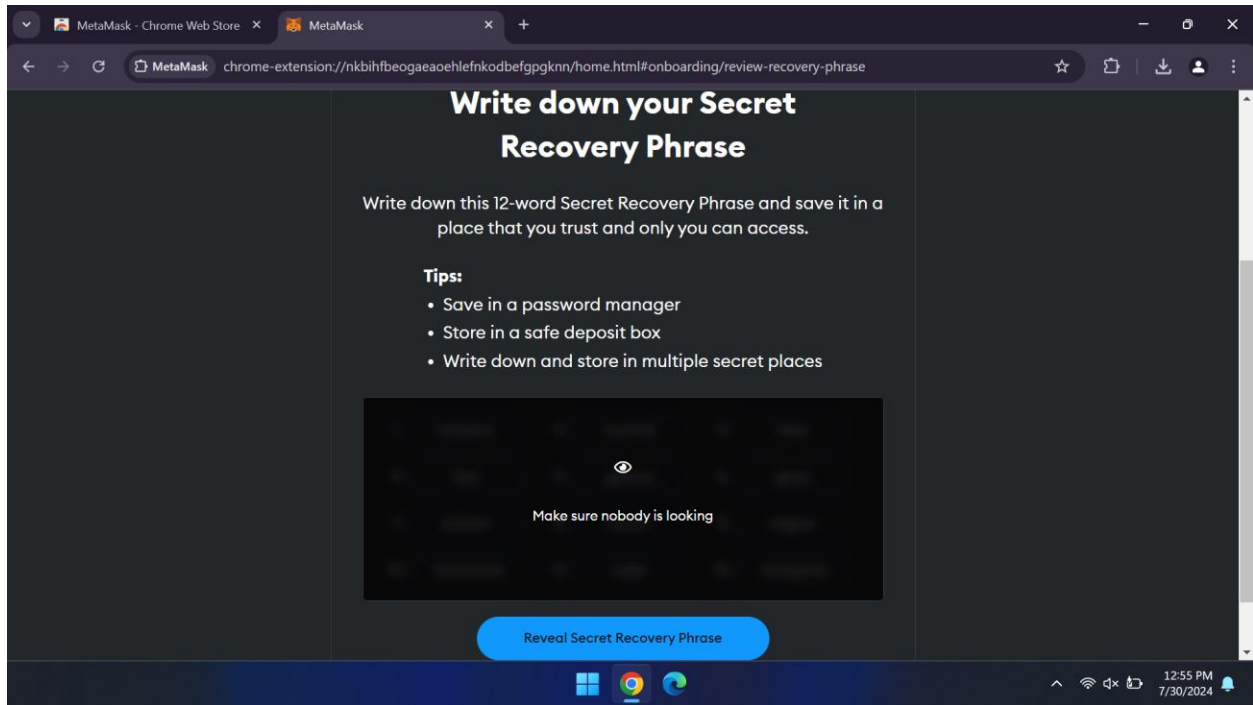 MetaMask - Chrome Web Store
MetaMask
MetaMask chrome-extension://nkbihfbeogaeaoehlefnkodbefgpgknn/home.html#onboarding/review-recovery-phrase
Write down your Secret
Recovery Phrase
Write down this 12-word Secret Recovery Phrase and save it in a
place that you trust and only you can access.
Tips:
• Save in a password manager
• Store in a safe deposit box
• Write down and store in multiple secret places
Make sure nobody is looking
Reveal Secret Recovery Phrase
12:55 PM
7/30/2024